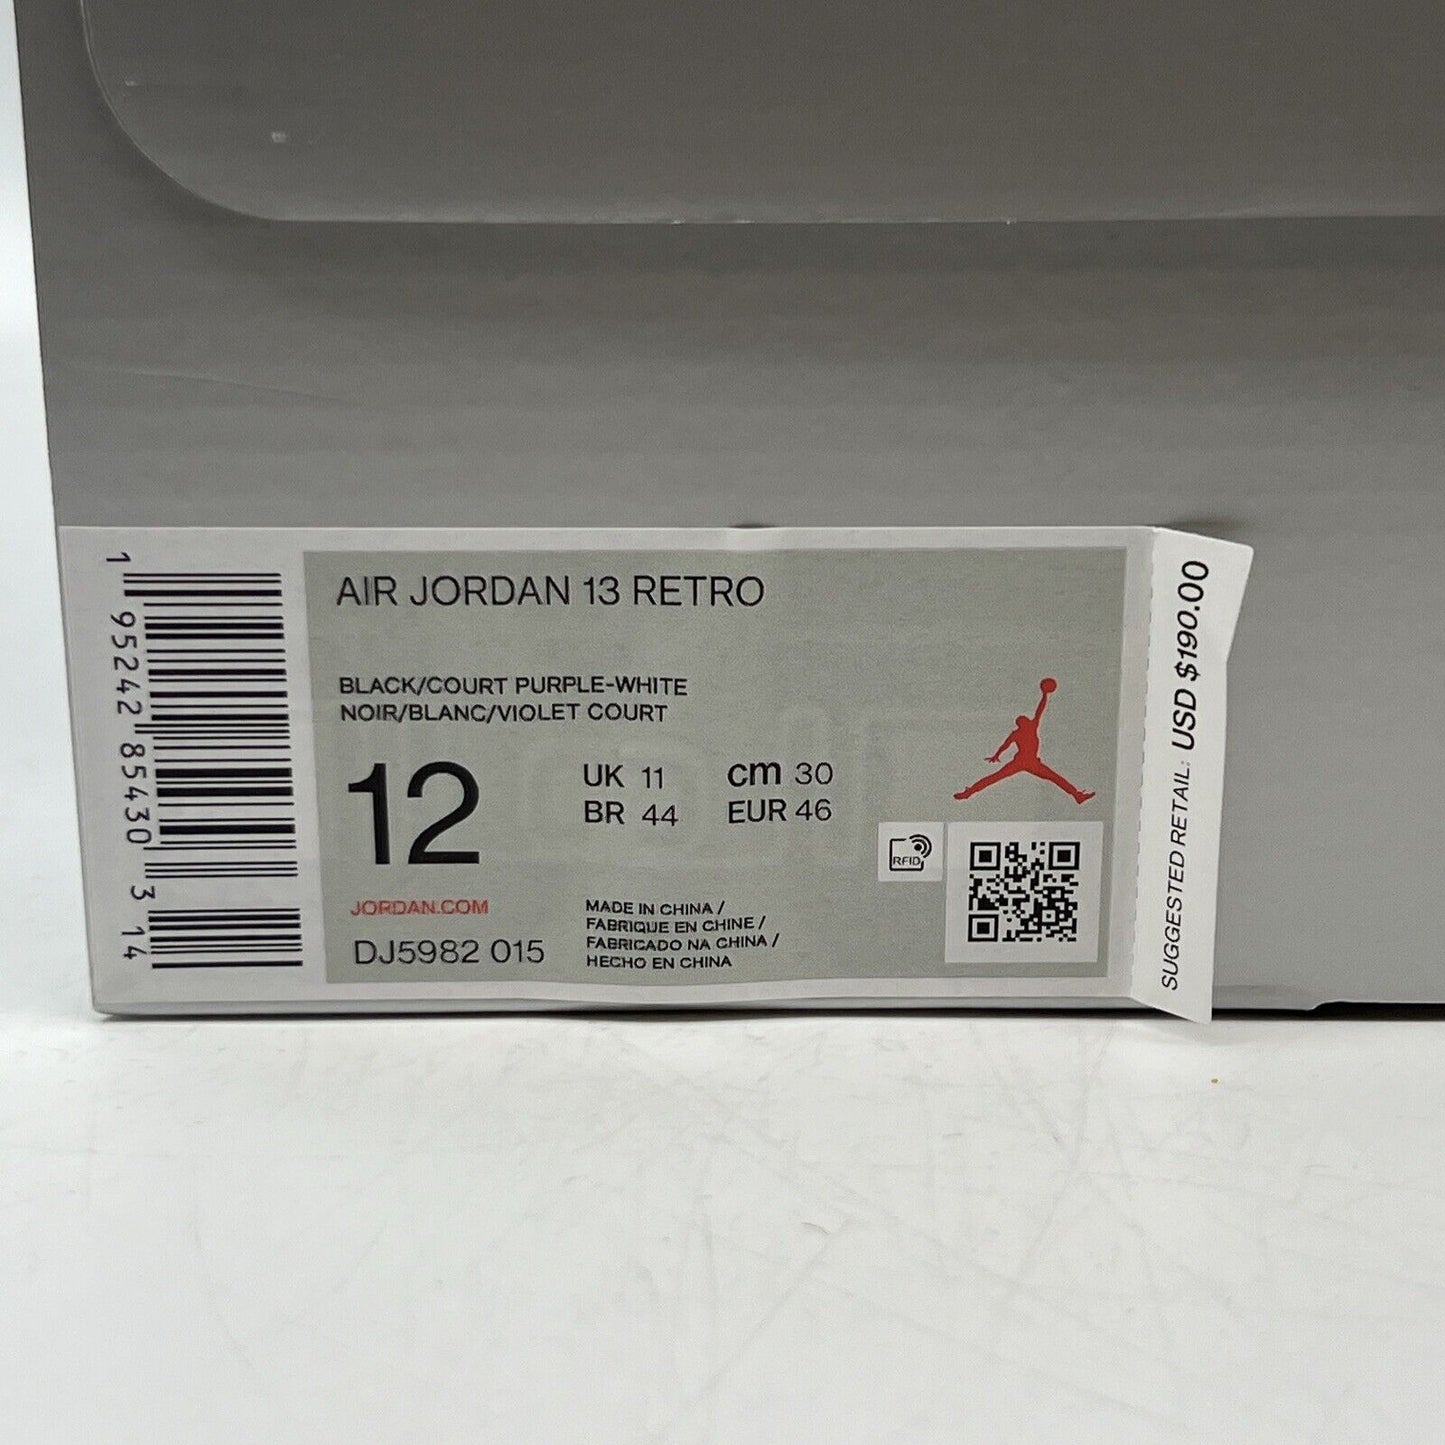 1 95242 85430 3 14
AIR JORDAN 13 RETRO
BLACK/COURT PURPLE-WHITE
NOIR/BLANC/VIOLET COURT
12
UK 11 cm 30
BR 44 EUR 46
JORDAN.COM
DJ5982 015
MADE IN CHINA /
FABRIQUE EN CHINE /
FABRICADO NA CHINA /
HECHO EN CHINA
RFID
SUGGESTED RETAIL: USD $190.00